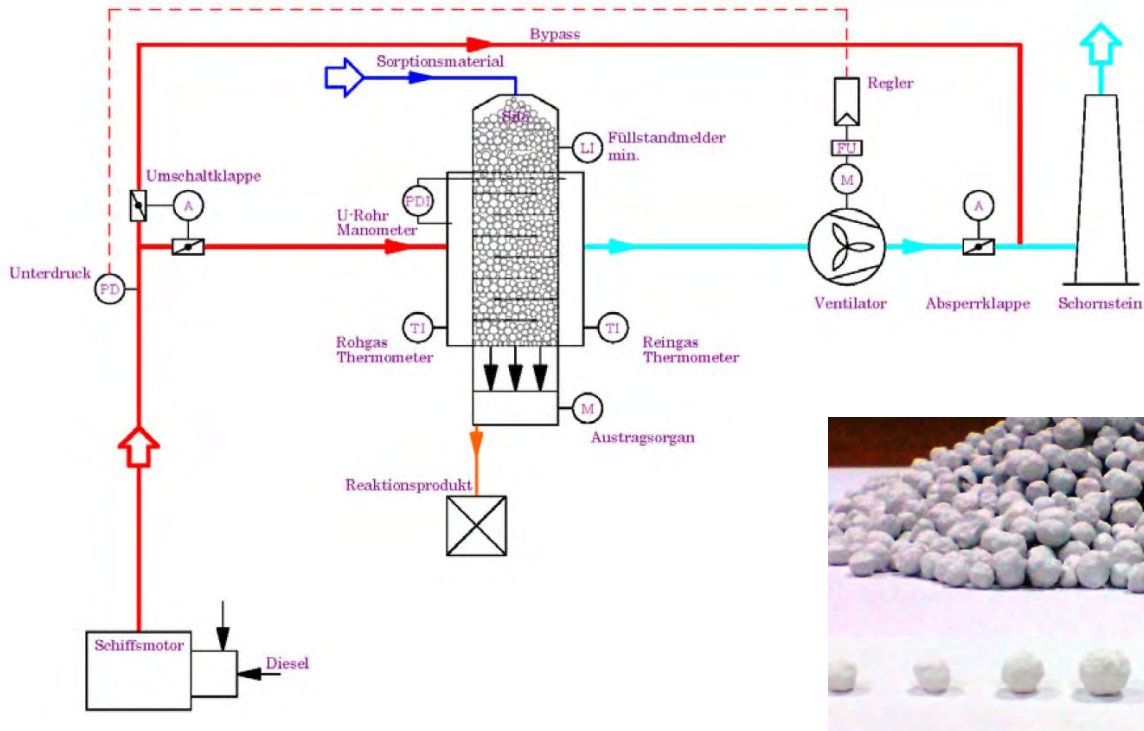 Bypass
Sorptionsmaterial
Silo
Regler
Füllstandmelder
min.
LI
FU
Umschaltklappe
A
PDI
M
A
U-Rohr
Manometer
Unterdruck
PD
Ventilator
Absperrklappe
Schornstein
TI
TI
Rohgas
Thermometer
Reingas
Thermometer
M
Austragsorgan
Reaktionsprodukt
Schiffsmotor
Diesel